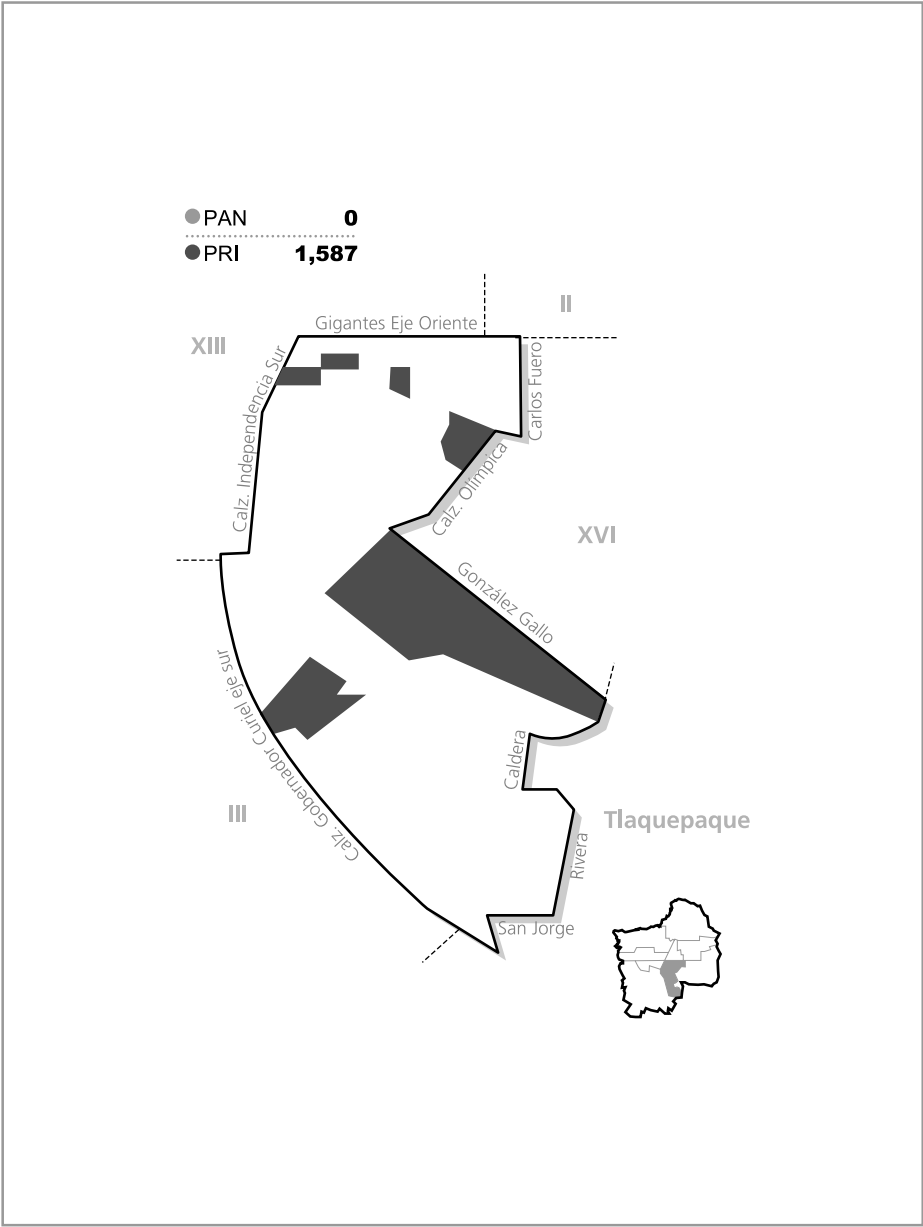 PAN 0
PRI 1,587
II
Gigantes Eje Oriente
XIII
Calz. Independencia Sur
Carlos Fuero
Calz. Olímpica
XVI
González Gallo
Calz. Gobernador Curiel eje sur
Caldera
III
Tlaquepaque
Rivera
San Jorge